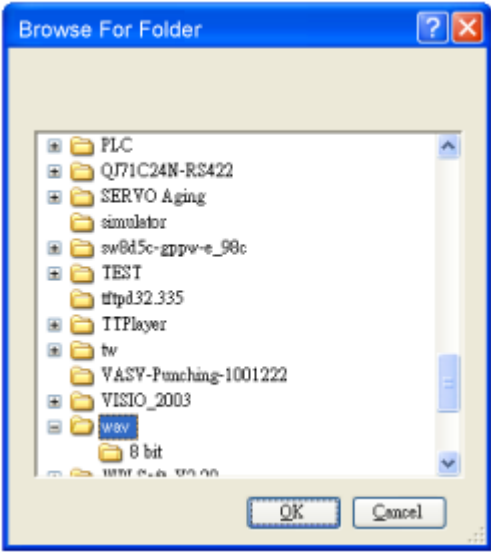 Browse For Folder
PLC
QJ71C24N-RS422
SERVO Aging
simulator
sw8d5c-gppw-e_98c
TEST
tftpd32.335
TTPlayer
tw
VASV-Punching-1001222
VISIO_2003
wav
8 bit
OK
Cancel